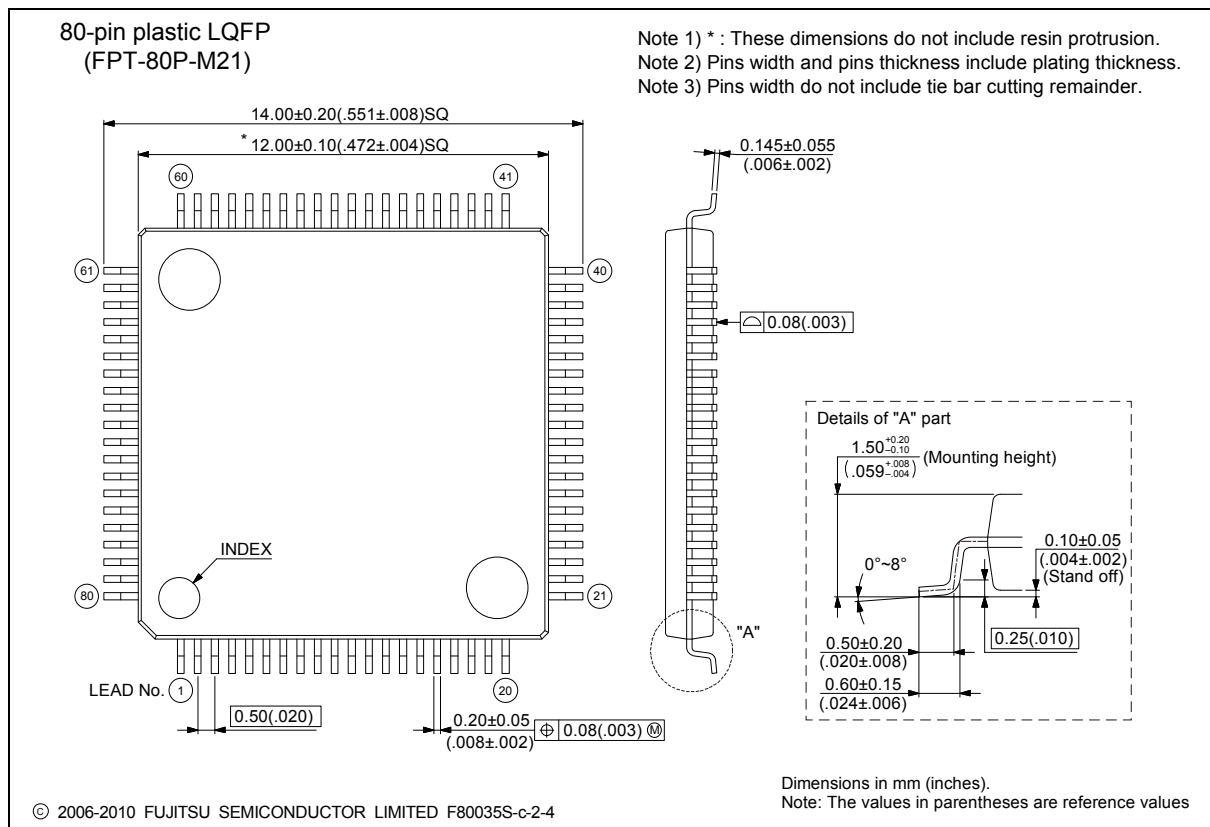 80-pin plastic LQFP
(FPT-80P-M21)
Note 1) * : These dimensions do not include resin protrusion.
Note 2) Pins width and pins thickness include plating thickness.
Note 3) Pins width do not include tie bar cutting remainder.
14.00±0.20(.551±.008)SQ
* 12.00±0.10(.472±.004)SQ
60
41
61
40
INDEX
80
21
LEAD No.
1
20
0.50(.020)
0.20±0.05
(.008±.002)
⌖ 0.08(.003) Ⓜ
0.145±0.055
(.006±.002)
⌓ 0.08(.003)
"A"
Details of "A" part
1.50 +0.20 −0.10
(.059 +.008 −.004)
(Mounting height)
0°~8°
0.10±0.05
(.004±.002)
(Stand off)
0.25(.010)
0.50±0.20
(.020±.008)
0.60±0.15
(.024±.006)
© 2006-2010 FUJITSU SEMICONDUCTOR LIMITED F80035S-c-2-4
Dimensions in mm (inches).
Note: The values in parentheses are reference values